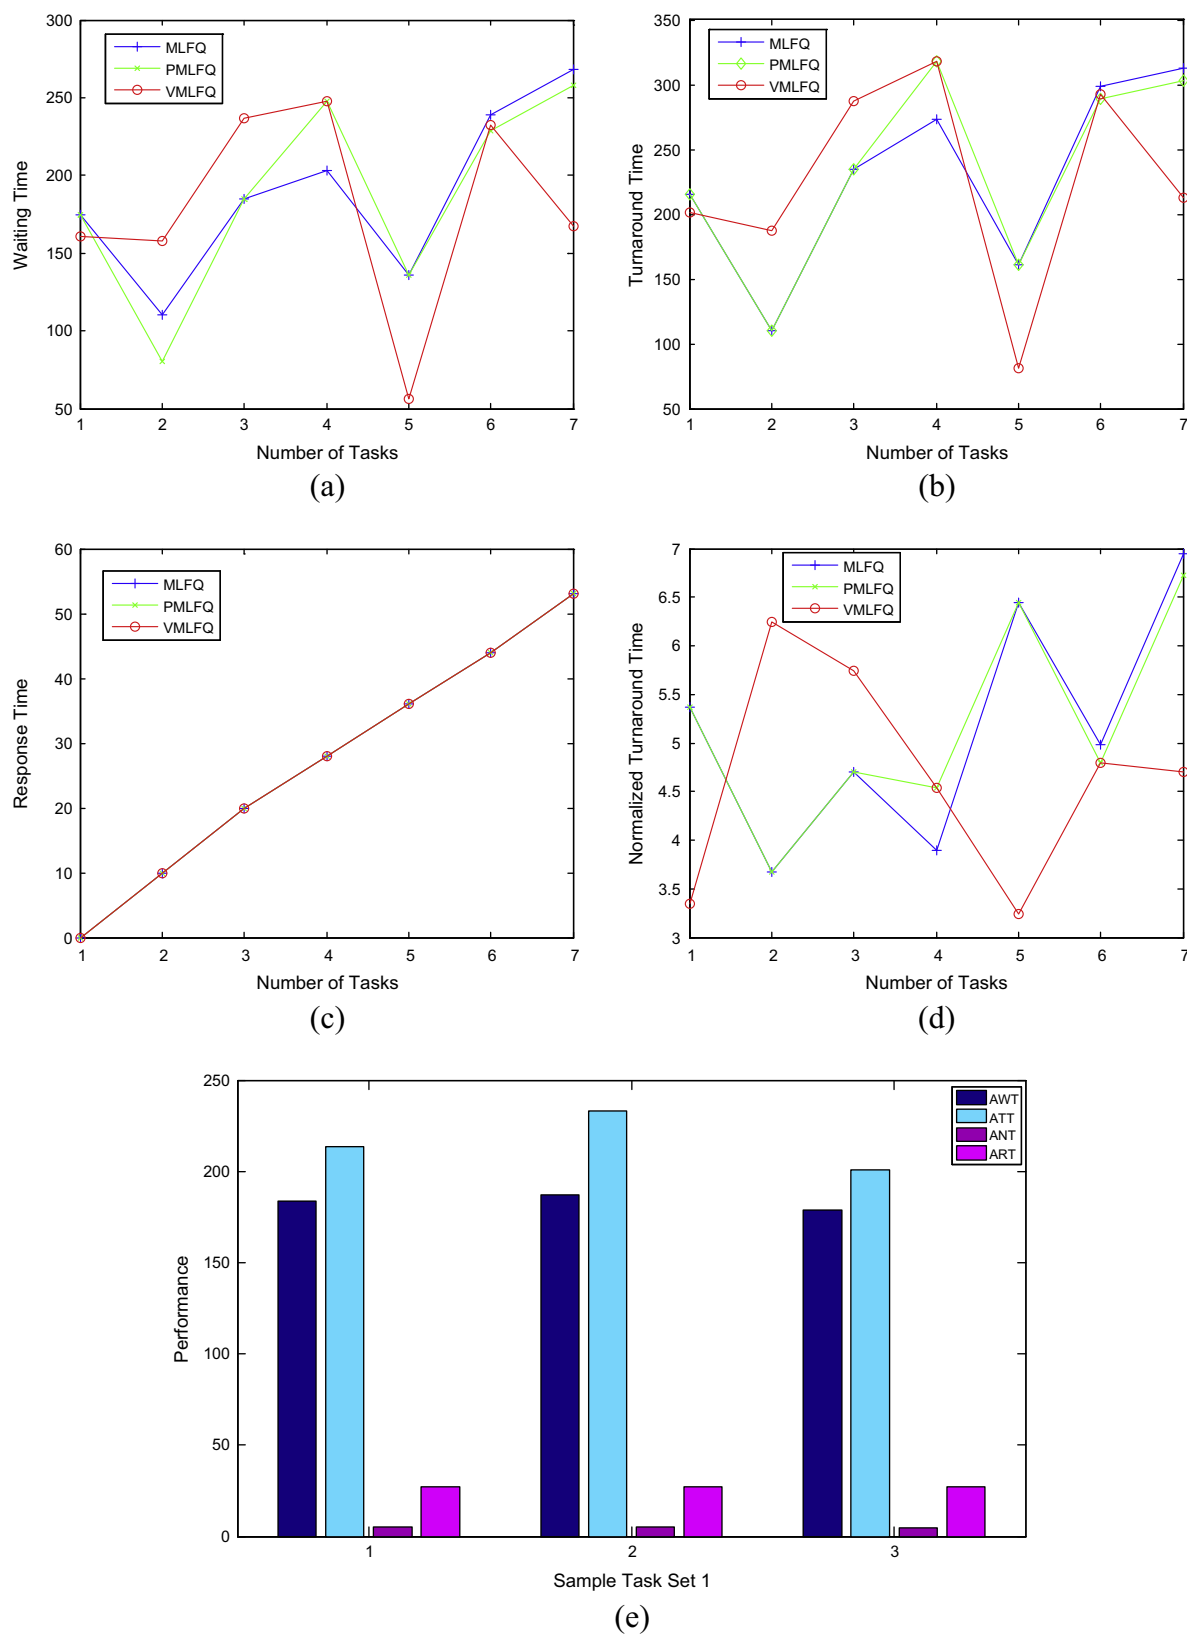 300
250
200
150
100
50
Waiting Time
MLFQ
PMLFQ
VMLFQ
1 2 3 4 5 6 7
Number of Tasks
(a)
350
300
250
200
150
100
50
Turnaround Time
MLFQ
PMLFQ
VMLFQ
1 2 3 4 5 6 7
Number of Tasks
(b)
60
50
40
30
20
10
0
Response Time
MLFQ
PMLFQ
VMLFQ
1 2 3 4 5 6 7
Number of Tasks
(c)
7
6.5
6
5.5
5
4.5
4
3.5
3
Normalized Turnaround Time
MLFQ
PMLFQ
VMLFQ
1 2 3 4 5 6 7
Number of Tasks
(d)
250
200
150
100
50
0
Performance
AWT
ATT
ANT
ART
1 2 3
Sample Task Set 1
(e)